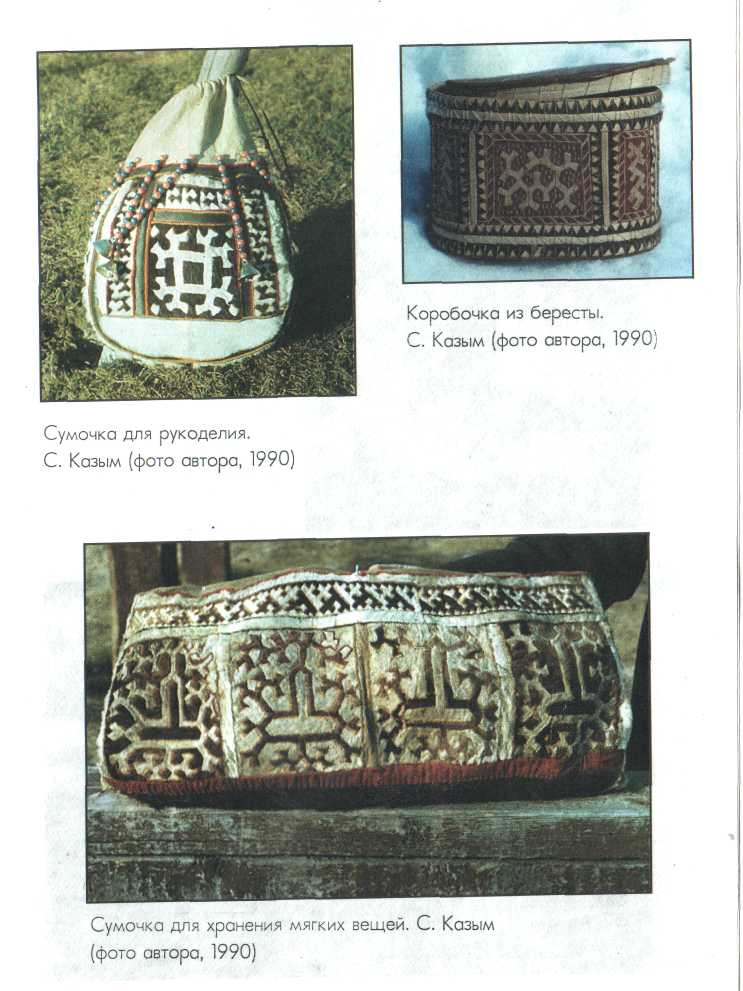 Коробочка из бересты.
С. Казым (фото автора, 1990)
Сумочка для рукоделия.
С. Казым (фото автора, 1990)
Сумочка для хранения мягких вещей. С. Казым
(фото автора, 1990)